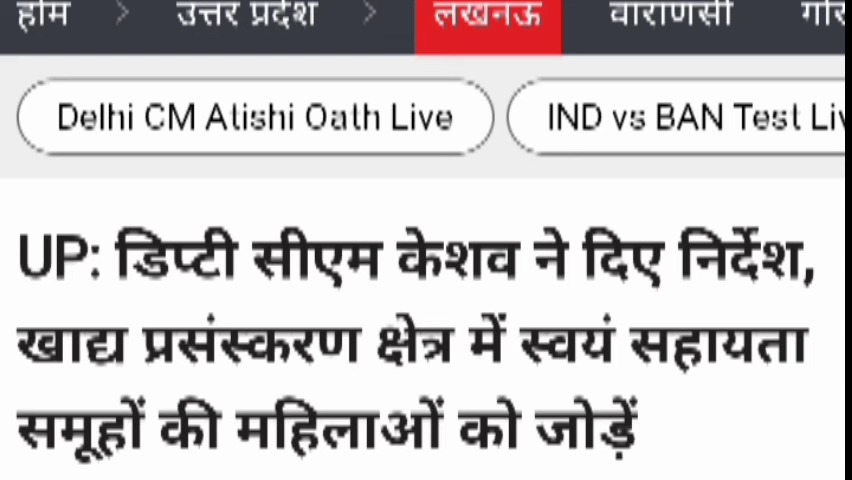 होम > उत्तर प्रदेश > लखनऊ वाराणसी
Delhi CM Atishi Oath Live IND vs BAN Test
UP: डिप्टी सीएम केशव ने दिए निर्देश,
खाद्य प्रसंस्करण क्षेत्र में स्वयं सहायता
समूहों की महिलाओं को जोड़ें